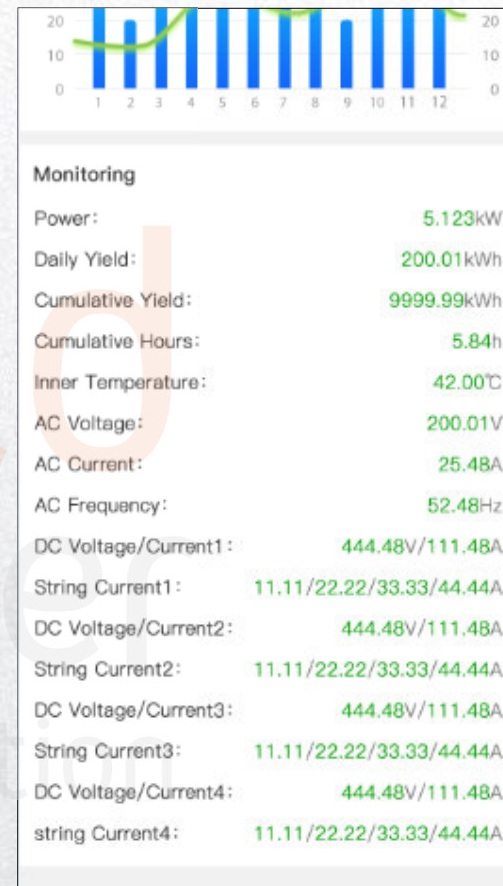 20 20
10 10
0 0
1 2 3 4 5 6 7 8 9 10 11 12
Monitoring
Power: 5.123kW
Daily Yield: 200.01kWh
Cumulative Yield: 9999.99kWh
Cumulative Hours: 5.84h
Inner Temperature: 42.00℃
AC Voltage: 200.01V
AC Current: 25.48A
AC Frequency: 52.48Hz
DC Voltage/Current1: 444.48V/111.48A
String Current1: 11.11/22.22/33.33/44.44A
DC Voltage/Current2: 444.48V/111.48A
String Current2: 11.11/22.22/33.33/44.44A
DC Voltage/Current3: 444.48V/111.48A
String Current3: 11.11/22.22/33.33/44.44A
DC Voltage/Current4: 444.48V/111.48A
string Current4: 11.11/22.22/33.33/44.44A